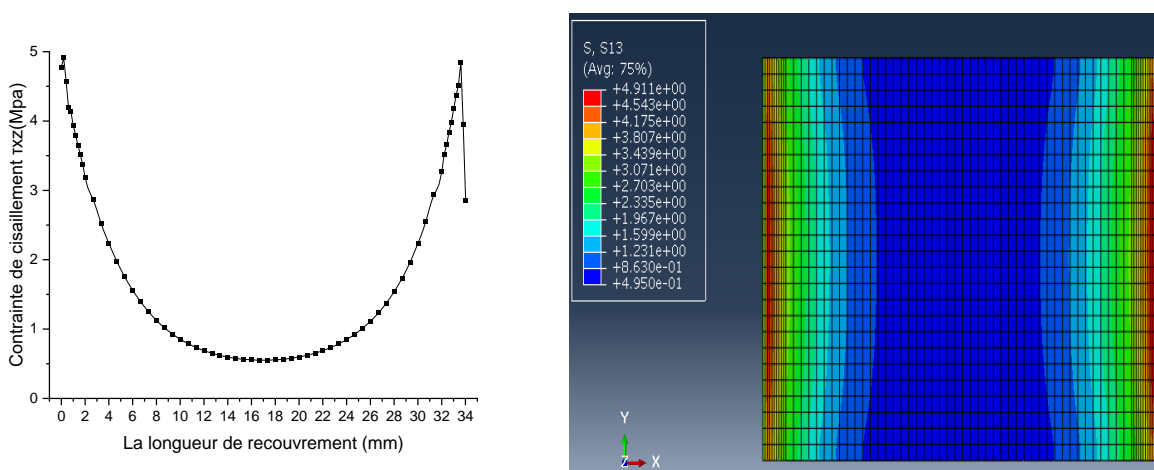 5
4
3
2
1
0
Contrainte de cisaillement τxz(Mpa)
0 2 4 6 8 10 12 14 16 18 20 22 24 26 28 30 32 34
La longueur de recouvrement (mm)
S, S13
(Avg: 75%)
+4.911e+00
+4.543e+00
+4.175e+00
+3.807e+00
+3.439e+00
+3.071e+00
+2.703e+00
+2.335e+00
+1.967e+00
+1.599e+00
+1.231e+00
+8.630e-01
+4.950e-01
Y
Z X